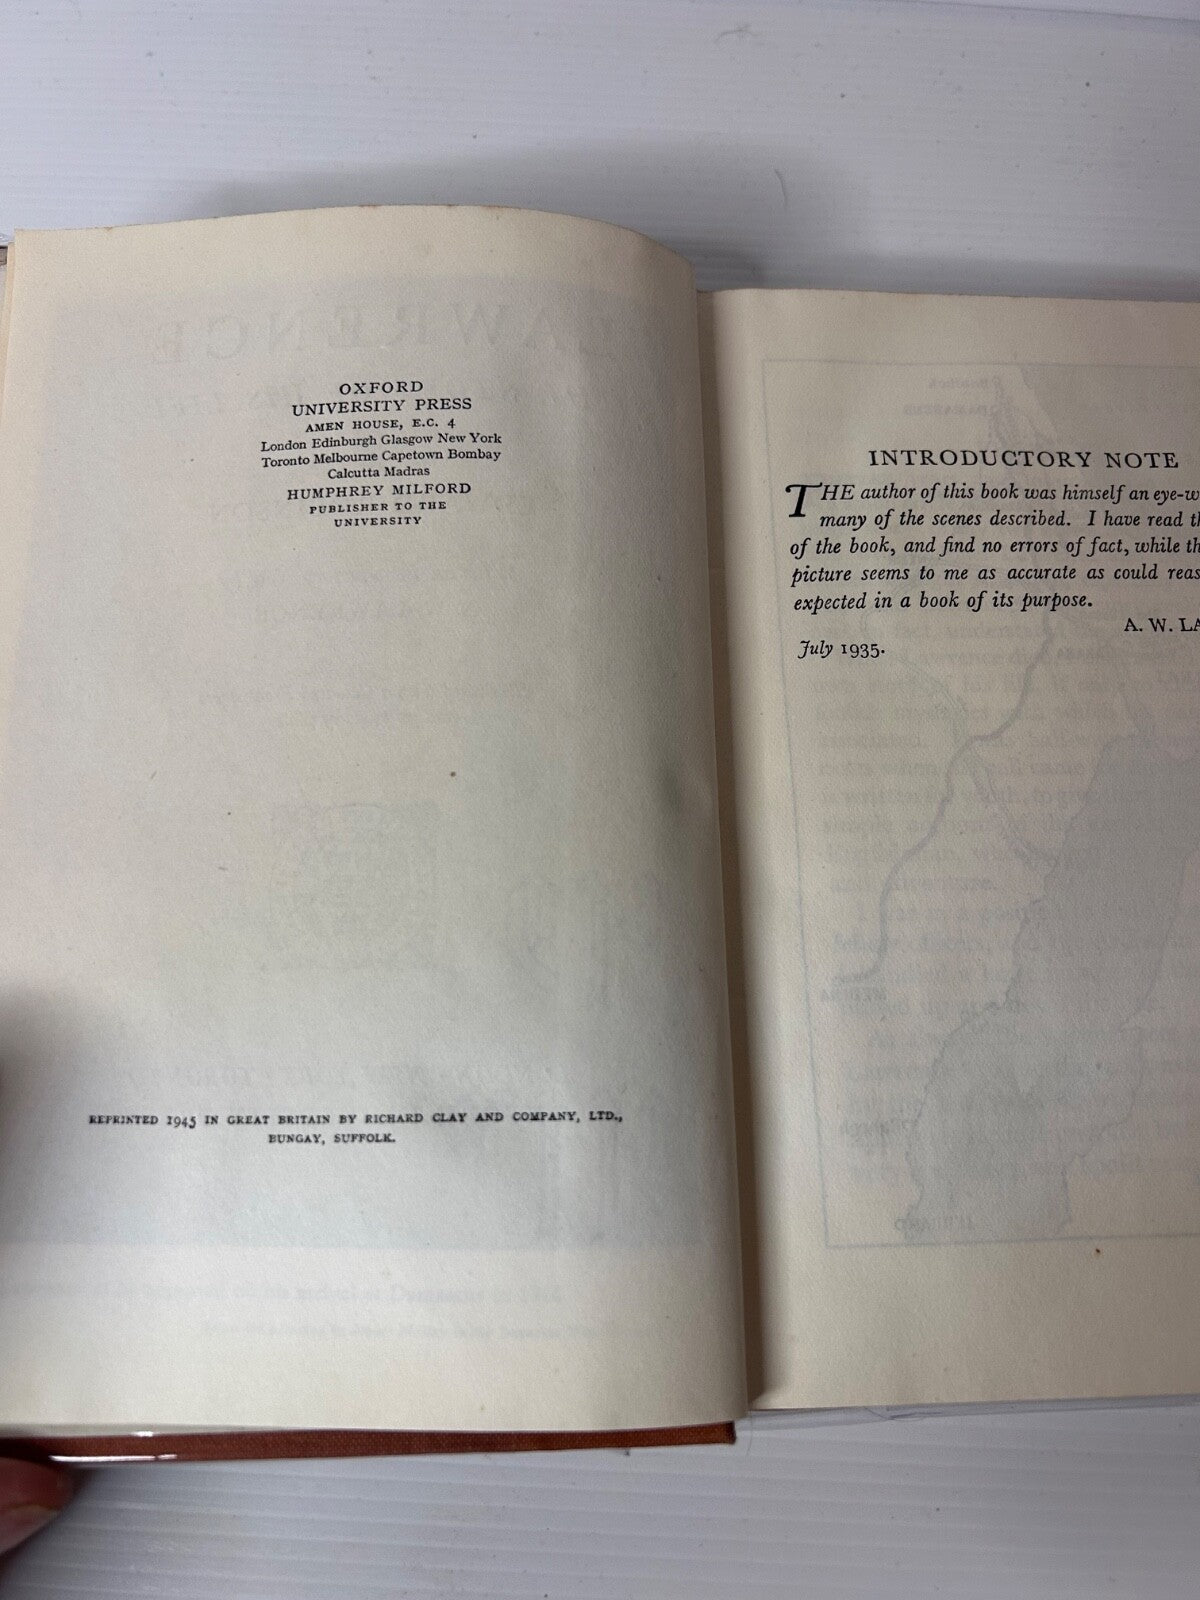 OXFORD
UNIVERSITY PRESS
AMEN HOUSE, E.C. 4
London Edinburgh Glasgow New York
Toronto Melbourne Capetown Bombay
Calcutta Madras
HUMPHREY MILFORD
PUBLISHER TO THE
UNIVERSITY
REPRINTED 1945 IN GREAT BRITAIN BY RICHARD CLAY AND COMPANY, LTD.,
BUNGAY, SUFFOLK.
INTRODUCTORY NOTE
THE author of this book was himself an eye-w
many of the scenes described. I have read th
of the book, and find no errors of fact, while th
picture seems to me as accurate as could reas
expected in a book of its purpose.
A. W. LA
July 1935.